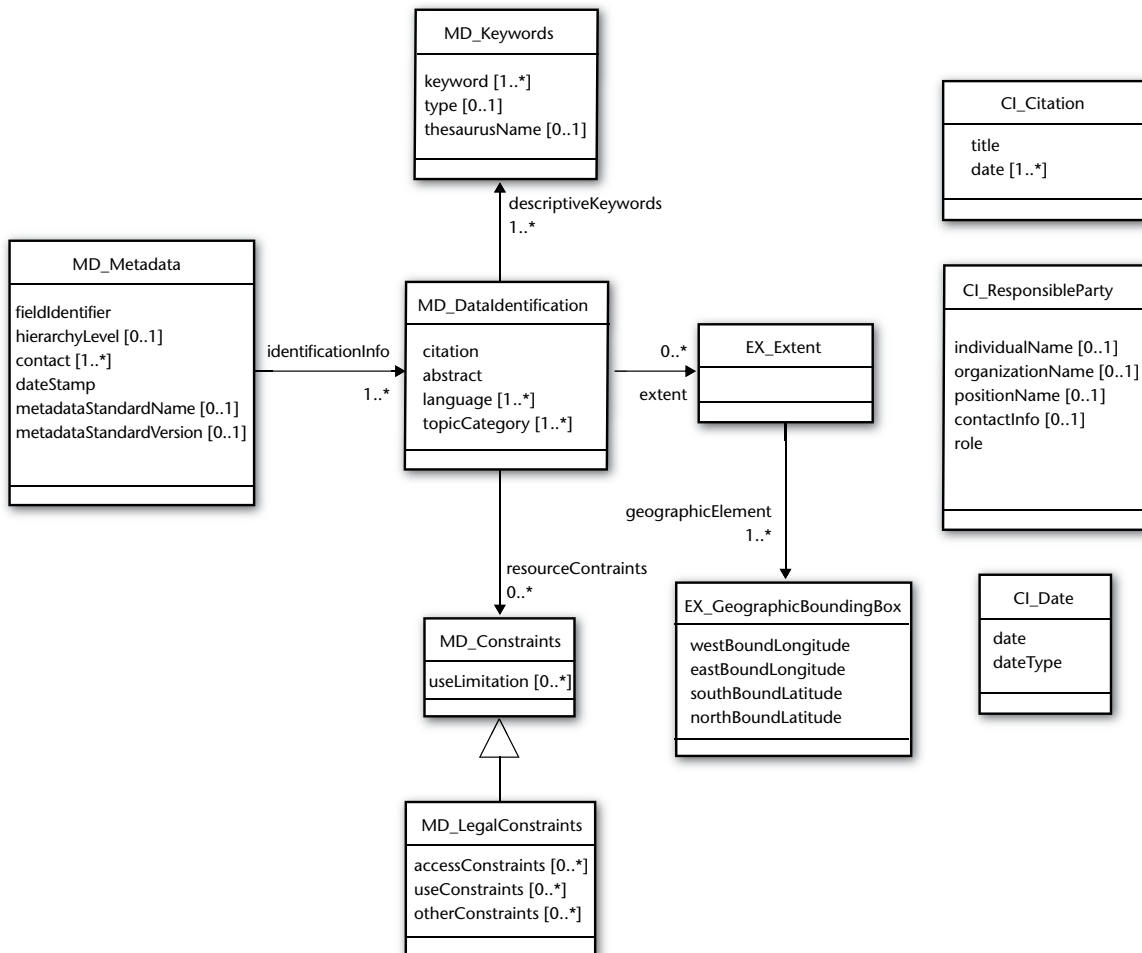 MD_Keywords
keyword [1..*]
type [0..1]
thesaurusName [0..1]
CI_Citation
title
date [1..*]
descriptiveKeywords
1..*
MD_Metadata
fieldIdentifier
hierarchyLevel [0..1]
contact [1..*]
dateStamp
metadataStandardName [0..1]
metadataStandardVersion [0..1]
identificationInfo
1..*
MD_DataIdentification
citation
abstract
language [1..*]
topicCategory [1..*]
0..*
extent
EX_Extent
CI_ResponsibleParty
individualName [0..1]
organizationName [0..1]
positionName [0..1]
contactInfo [0..1]
role
geographicElement
1..*
resourceContraints
0..*
MD_Constraints
useLimitation [0..*]
EX_GeographicBoundingBox
westBoundLongitude
eastBoundLongitude
southBoundLatitude
northBoundLatitude
CI_Date
date
dateType
MD_LegalConstraints
accessConstraints [0..*]
useConstraints [0..*]
otherConstraints [0..*]